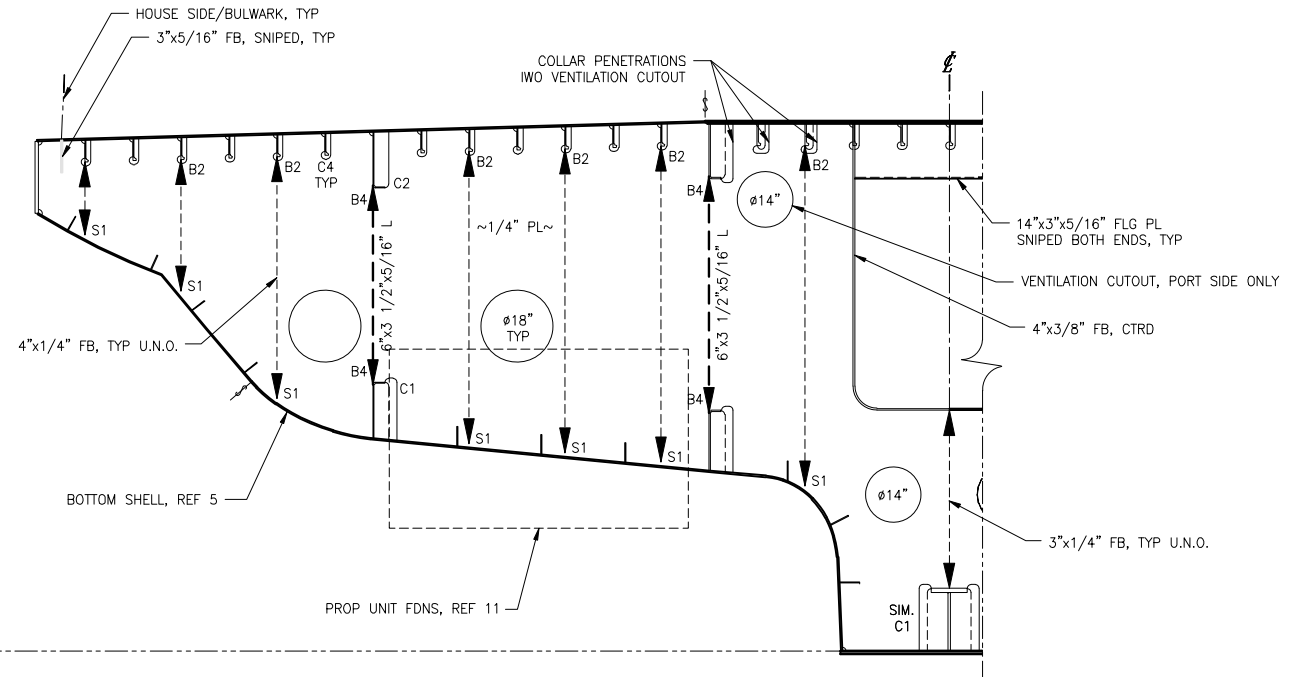 HOUSE SIDE/BULWARK, TYP
3"x5/16" FB, SNIPED, TYP
COLLAR PENETRATIONS
IWO VENTILATION CUTOUT
℄
B2
B2
C4
TYP
C2
B4
B2
B2
B2
B2
B4
ø14"
S1
S1
~1/4" PL~
6"x3 1/2"x5/16" L
6"x3 1/2"x5/16" L
14"x3"x5/16" FLG PL
SNIPED BOTH ENDS, TYP
VENTILATION CUTOUT, PORT SIDE ONLY
4"x3/8" FB, CTRD
ø18"
TYP
4"x1/4" FB, TYP U.N.O.
B4
C1
S1
B4
S1
S1
S1
S1
BOTTOM SHELL, REF 5
ø14"
3"x1/4" FB, TYP U.N.O.
PROP UNIT FDNS, REF 11
SIM.
C1